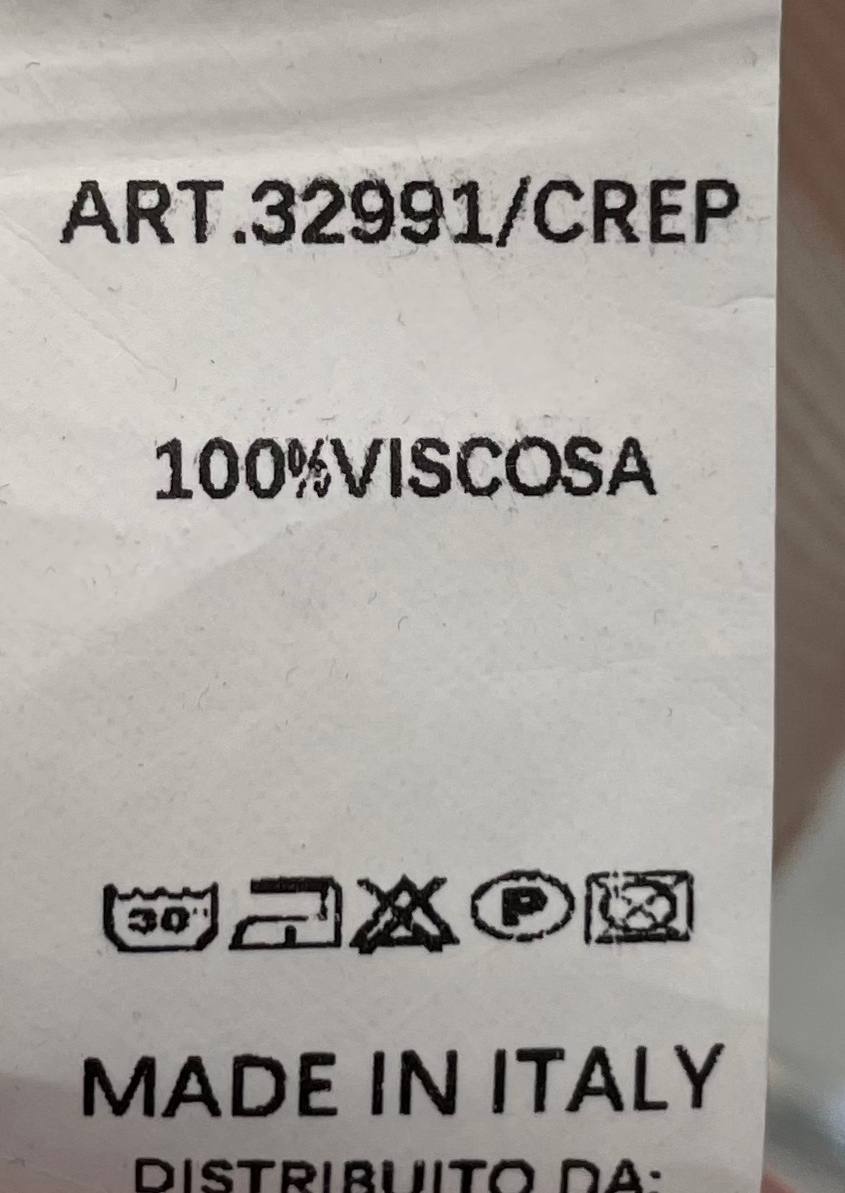 ART.32991/CREP
100%VISCOSA
30° P
MADE IN ITALY
DISTRIBUITO DA: